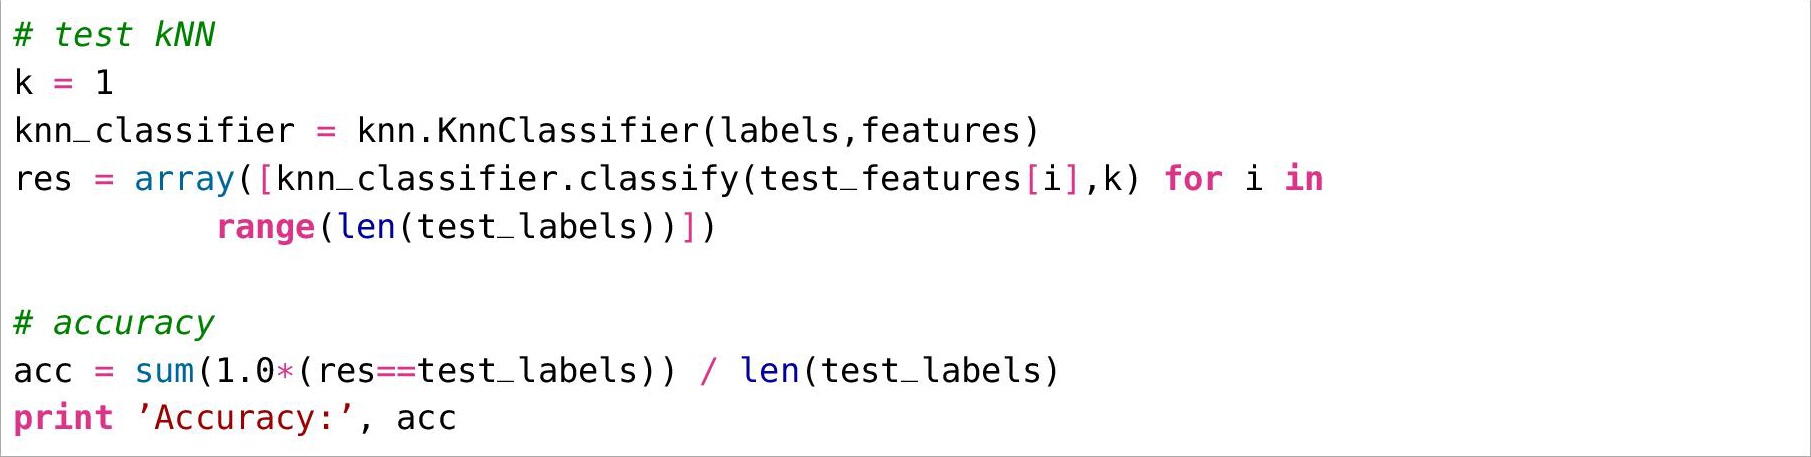 # test kNN
k = 1
knn_classifier = knn.KnnClassifier(labels,features)
res = array([knn_classifier.classify(test_features[i],k) for i in
          range(len(test_labels))])

# accuracy
acc = sum(1.0*(res==test_labels)) / len(test_labels)
print ’Accuracy:’, acc